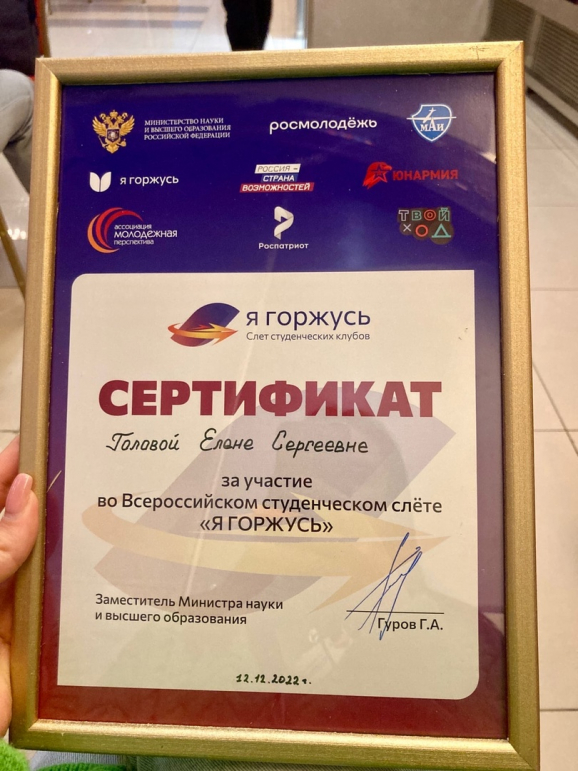 МИНИСТЕРСТВО НАУКИ
И ВЫСШЕГО ОБРАЗОВАНИЯ
РОССИЙСКОЙ ФЕДЕРАЦИИ
росмолодёжь
МАИ
я горжусь
РОССИЯ –
СТРАНА
ВОЗМОЖНОСТЕЙ
ЮНАРМИЯ
ассоциация
МОЛОДЕЖНАЯ
перспектива
Роспатриот
ТВОЙ
ХОД
я горжусь
Слет студенческих клубов
СЕРТИФИКАТ
Головой Елене Сергеевне
за участие
во Всероссийском студенческом слёте
«Я ГОРЖУСЬ»
Заместитель Министра науки
и высшего образования
Гуров Г.А.
12.12.2022г.